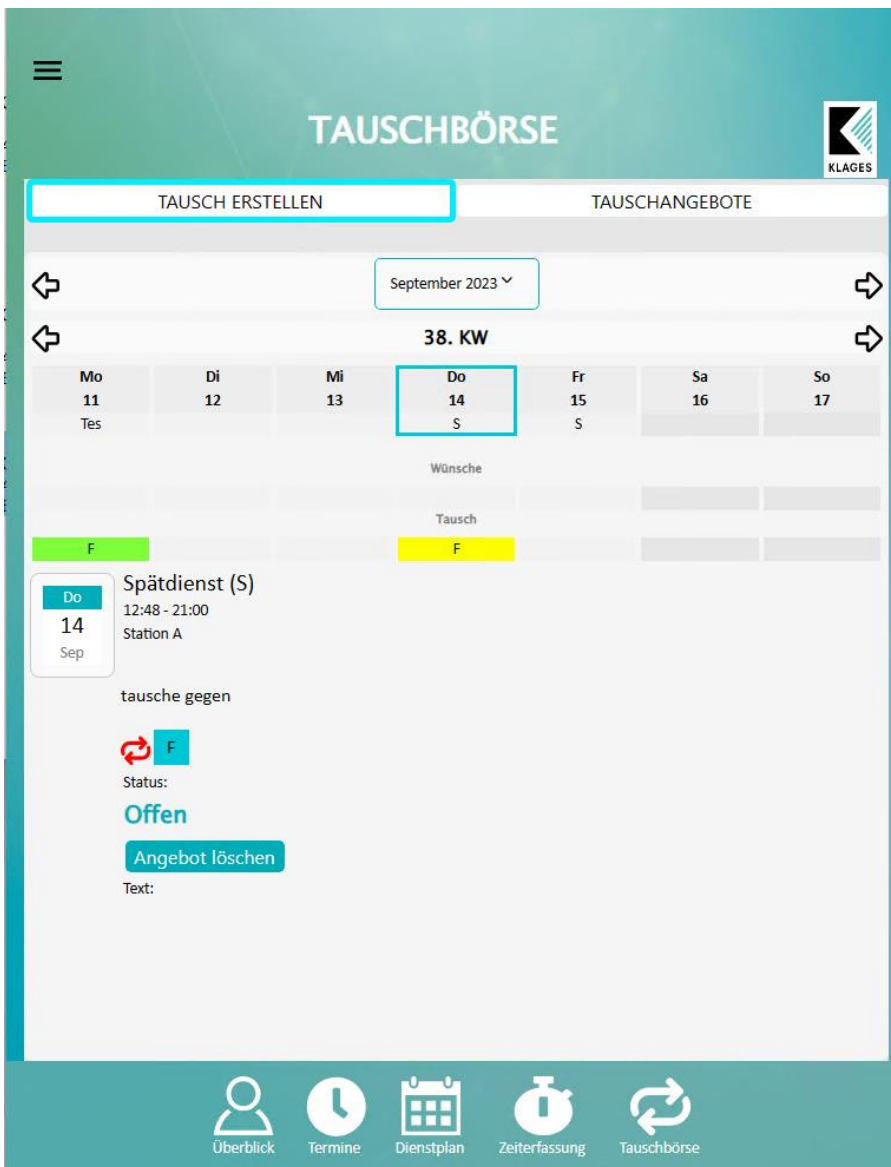 TAUSCHBÖRSE
KLAGES
TAUSCH ERSTELLEN TAUSCHANGEBOTE
September 2023
38. KW
Mo Di Mi Do Fr Sa So
11 12 13 14 15 16 17
Tes S S
Wünsche
Tausch
F F
Do
14
Sep
Spätdienst (S)
12:48 - 21:00
Station A
tausche gegen
F
Status:
Offen
Angebot löschen
Text:
Überblick Termine Dienstplan Zeiterfassung Tauschbörse